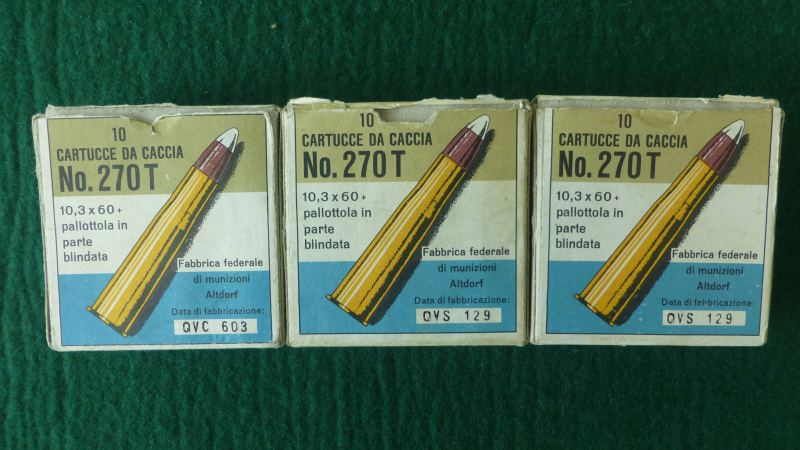 10
CARTUCCE DA CACCIA
No. 270 T
10,3 x 60 +
pallottola in
parte
blindata
Fabbrica federale
di munizioni
Altdorf
Data di fabbricazione:
QVC 603
10
CARTUCCE DA CACCIA
No. 270 T
10,3 x 60 +
pallottola in
parte
blindata
Fabbrica federale
di munizioni
Altdorf
Data di fabbricazione:
QVS 129
10
CARTUCCE DA CACCIA
No. 270 T
10,3 x 60 +
pallottola in
parte
blindata
Fabbrica federale
di munizioni
Altdorf
Data di fabbricazione:
QVS 129